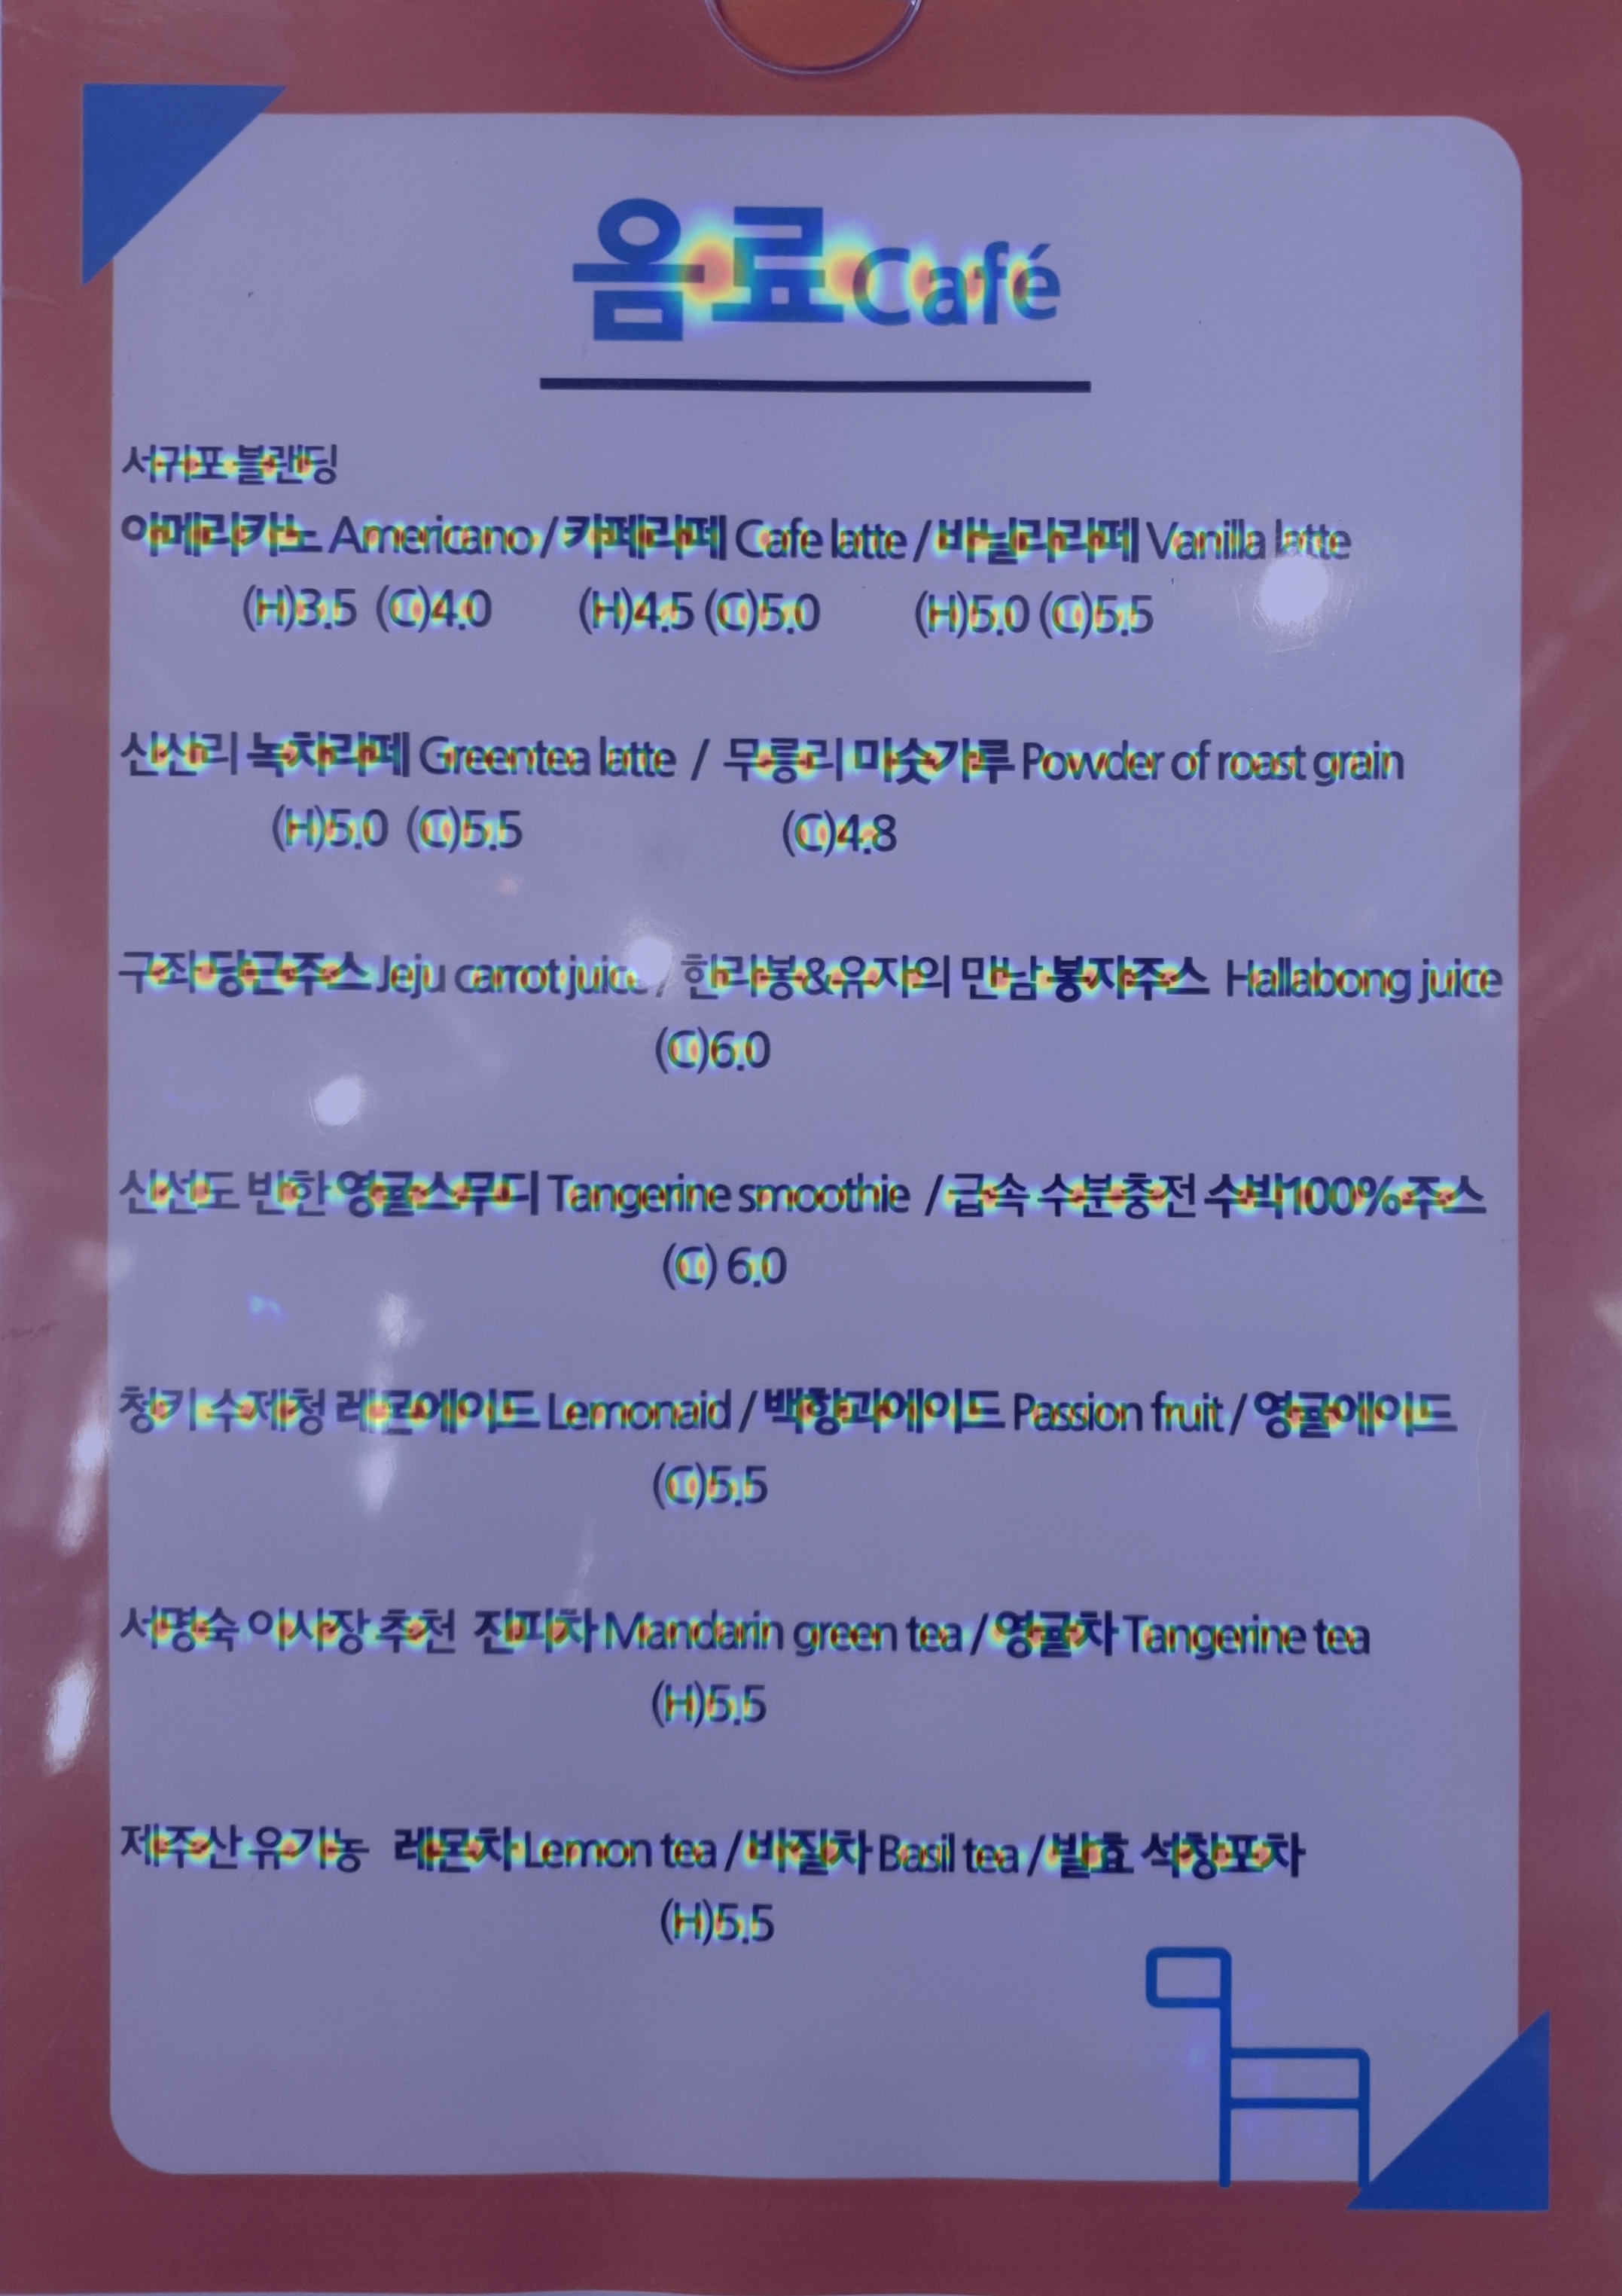 음료 Café
서귀포 블랜딩
아메리카노 Americano / 카페라떼 Cafe latte / 바닐라라떼 Vanilla latte
(H)3.5 (C)4.0 (H)4.5 (C)5.0 (H)5.0 (C)5.5
신산리 녹차라떼 Greentea latte / 무릉리 미숫가루 Powder of roast grain
(H)5.0 (C)5.5 (C)4.8
구좌 당근주스 Jeju carrot juice / 한라봉&유자의 만남 봉자주스 Hallabong juice
(C)6.0
신선도 반한 영귤스무디 Tangerine smoothie / 급속 수분충전 수박100%주스
(C) 6.0
청키 수제청 레몬에이드 Lemonaid / 백향과에이드 Passion fruit / 영귤에이드
(C)5.5
서명숙 이사장 추천 진피차 Mandarin green tea / 영귤차 Tangerine tea
(H)5.5
제주산 유기농 레몬차 Lemon tea / 바질차 Basil tea / 발효 석창포차
(H)5.5